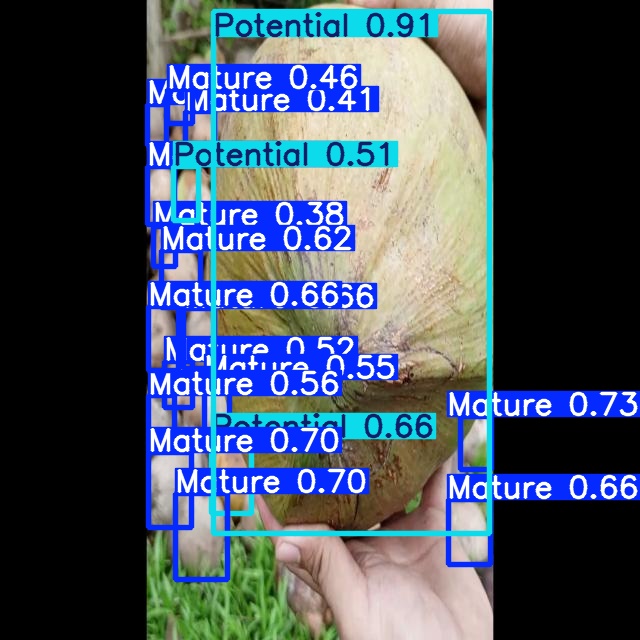 Potential 0.91
Mature 0.46
Mature 0.41
Potential 0.51
Mature 0.38
Mature 0.62
Mature 0.66
Mature 0.52
Mature 0.55
Mature 0.56
Mature 0.73
Potential 0.66
Mature 0.70
Mature 0.70
Mature 0.66